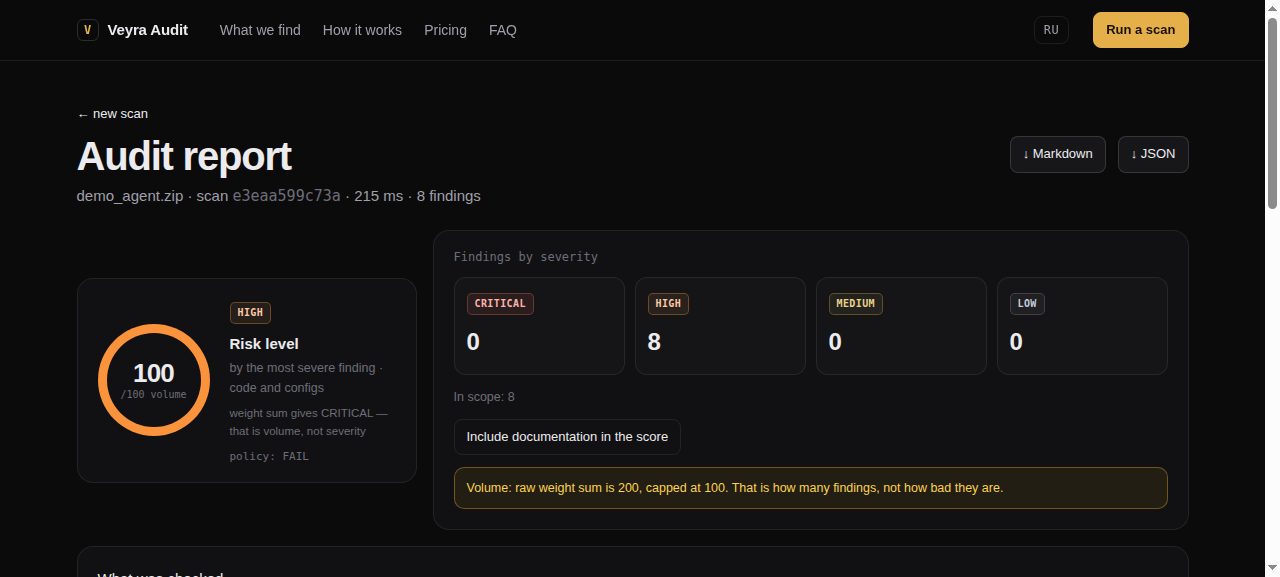 V Veyra Audit What we find How it works Pricing FAQ RU Run a scan
← new scan
Audit report
↓ Markdown ↓ JSON
demo_agent.zip · scan e3eaa599c73a · 215 ms · 8 findings
HIGH
100
/100 volume
Risk level
by the most severe finding ·
code and configs
weight sum gives CRITICAL —
that is volume, not severity
policy: FAIL
Findings by severity
CRITICAL HIGH MEDIUM LOW
0 8 0 0
In scope: 8
Include documentation in the score
Volume: raw weight sum is 200, capped at 100. That is how many findings, not how bad they are.
What was checked